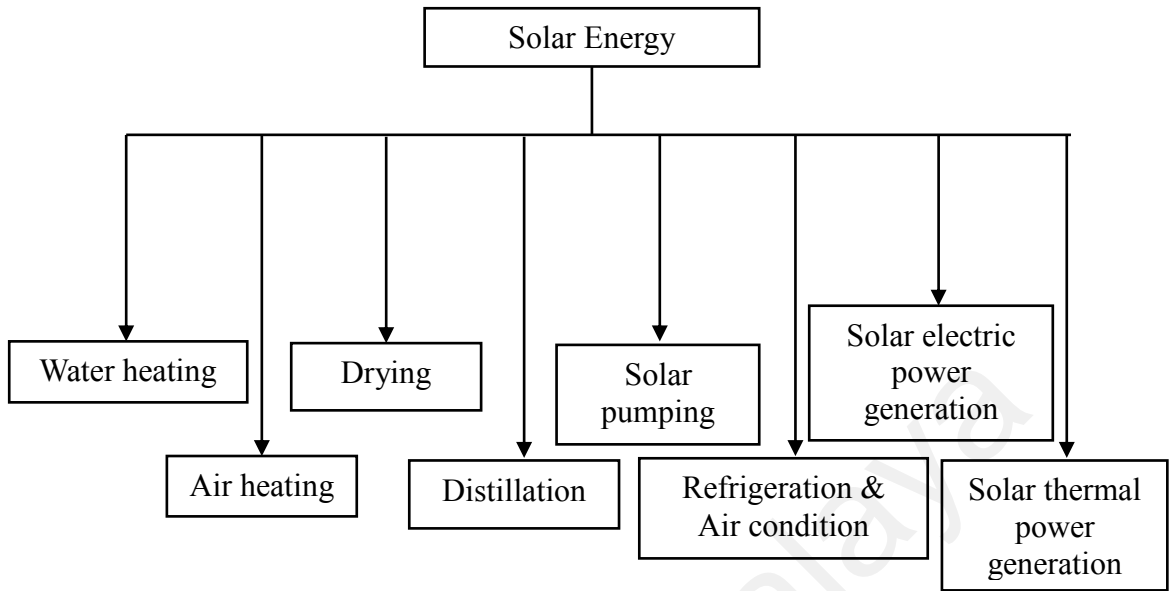 Solar Energy
Water heating
Air heating
Drying
Distillation
Solar
pumping
Refrigeration &
Air condition
Solar electric
power
generation
Solar thermal
power
generation